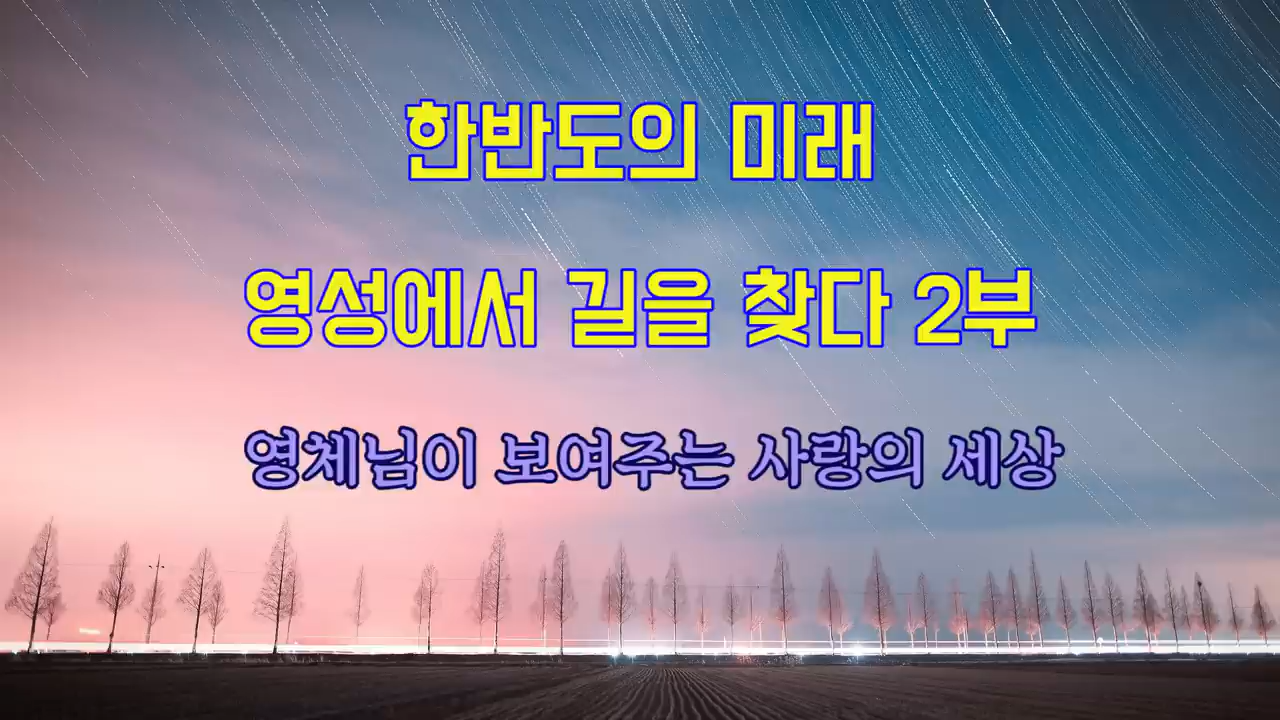 한반도의 미래
영성에서 길을 찾다 2부
영체님이 보여주는 사랑의 세상